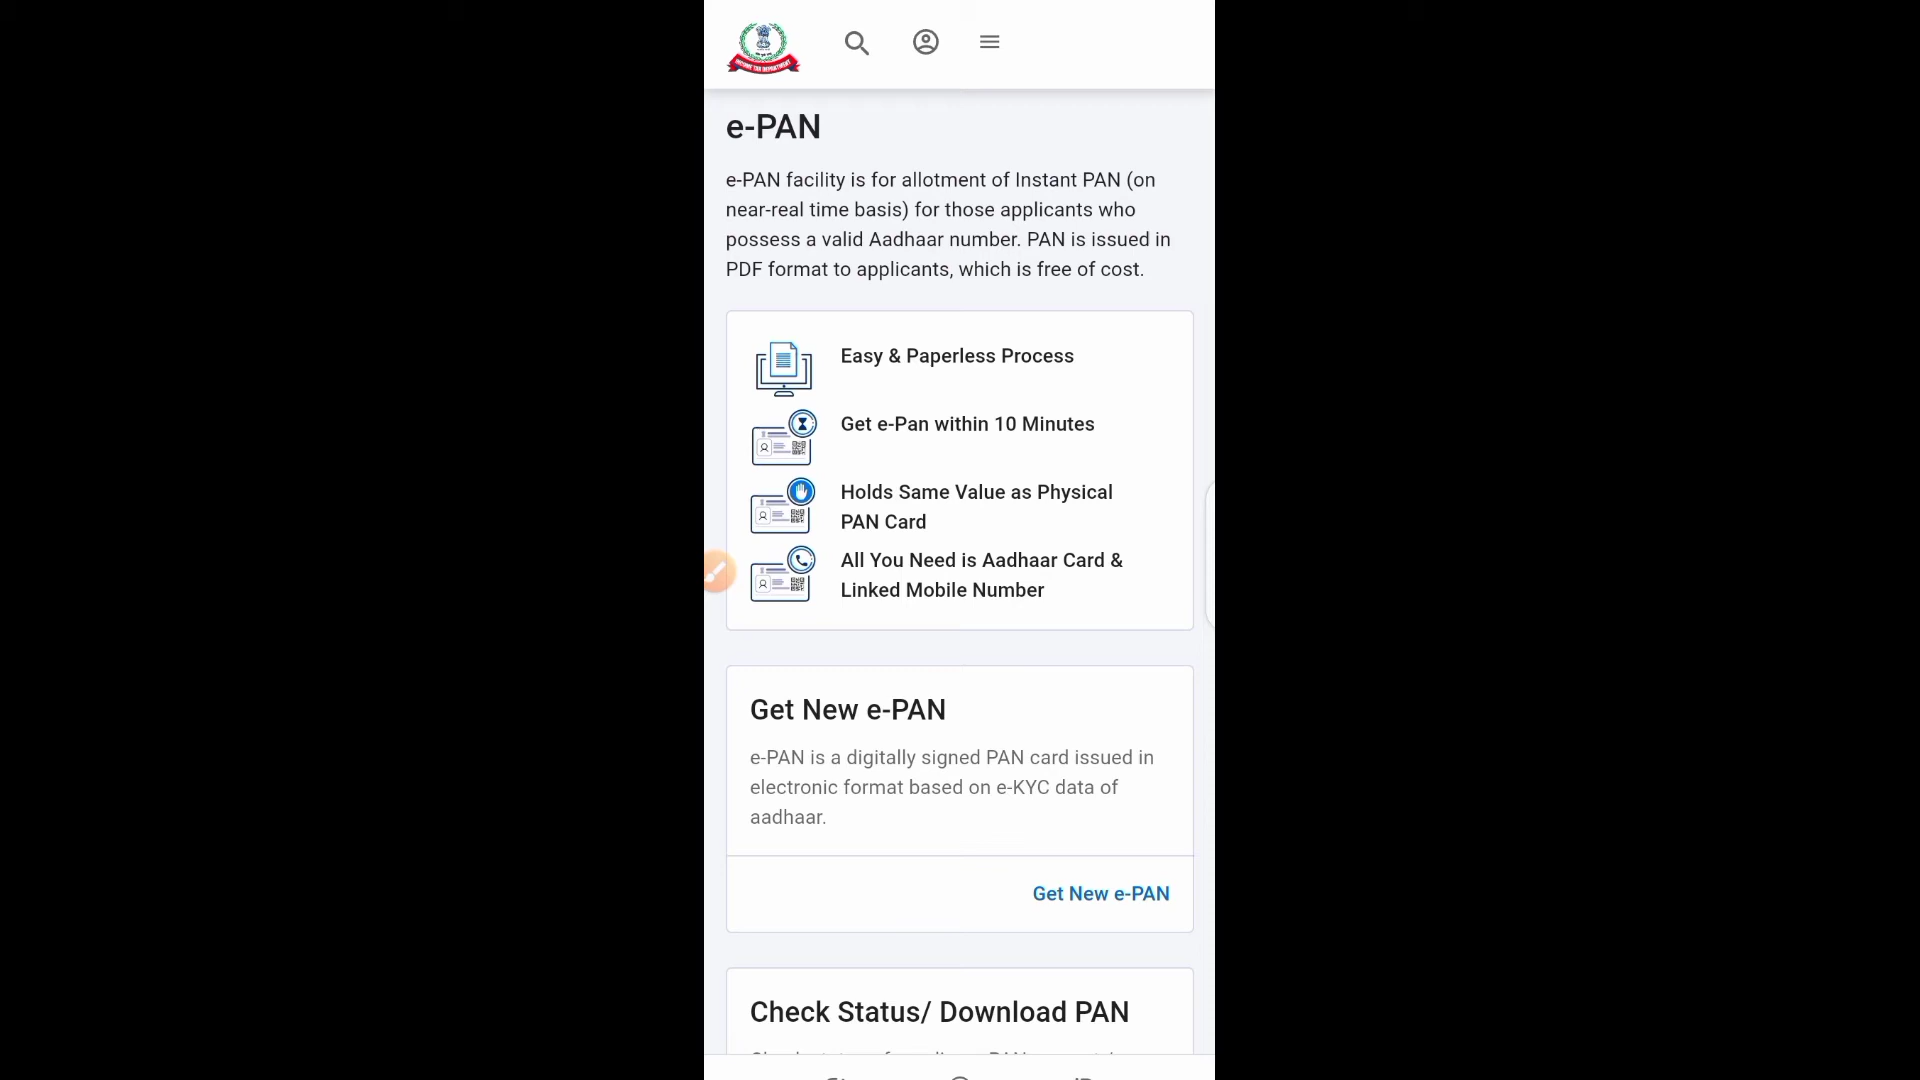 INCOME TAX DEPARTMENT
e-PAN
e-PAN facility is for allotment of Instant PAN (on
near-real time basis) for those applicants who
possess a valid Aadhaar number. PAN is issued in
PDF format to applicants, which is free of cost.
Easy & Paperless Process
Get e-Pan within 10 Minutes
Holds Same Value as Physical
PAN Card
All You Need is Aadhaar Card &
Linked Mobile Number
Get New e-PAN
e-PAN is a digitally signed PAN card issued in
electronic format based on e-KYC data of
aadhaar.
Get New e-PAN
Check Status/ Download PAN